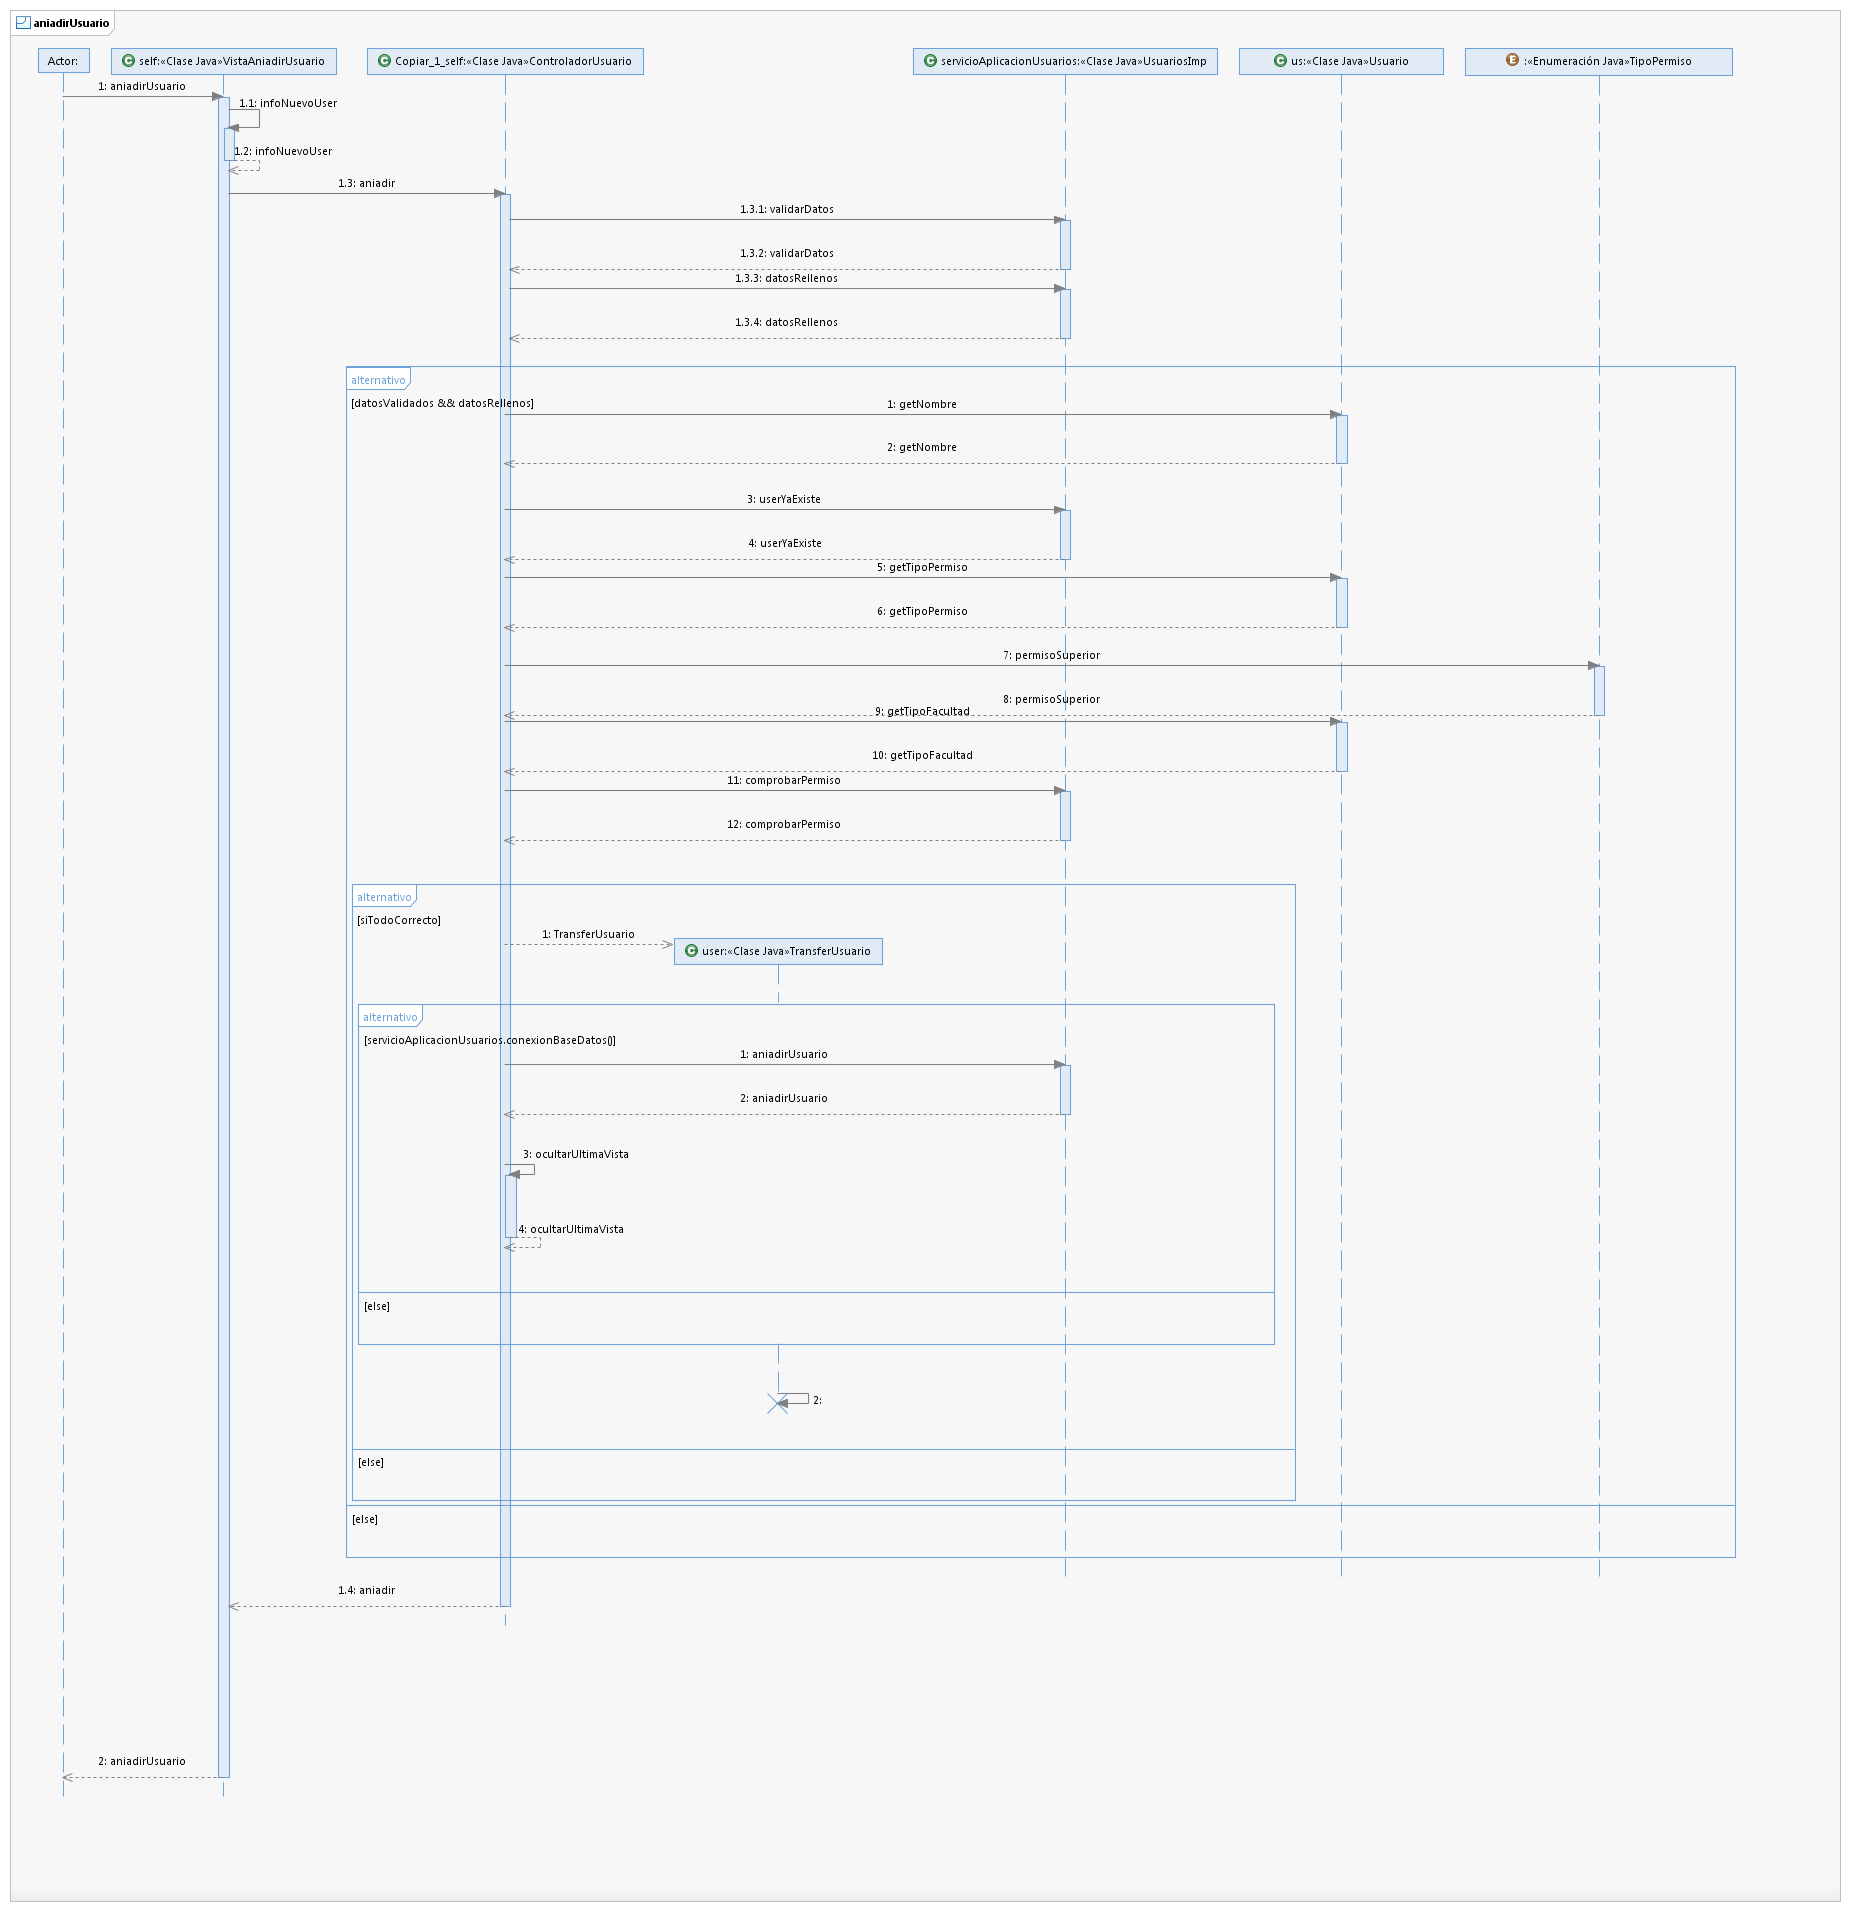 aniadirUsuario
Actor:
self:«Clase Java»VistaAniadirUsuario
Copiar_1_self:«Clase Java»ControladorUsuario
servicioAplicacionUsuarios:«Clase Java»UsuariosImp
us:«Clase Java»Usuario
:«Enumeración Java»TipoPermiso
1: aniadirUsuario
1.1: infoNuevoUser
1.2: infoNuevoUser
1.3: aniadir
1.3.1: validarDatos
1.3.2: validarDatos
1.3.3: datosRellenos
1.3.4: datosRellenos
alternativo
[datosValidados && datosRellenos]
1: getNombre
2: getNombre
3: userYaExiste
4: userYaExiste
5: getTipoPermiso
6: getTipoPermiso
7: permisoSuperior
8: permisoSuperior
9: getTipoFacultad
10: getTipoFacultad
11: comprobarPermiso
12: comprobarPermiso
alternativo
[siTodoCorrecto]
1: TransferUsuario
user:«Clase Java»TransferUsuario
alternativo
[servicioAplicacionUsuarios.conexionBaseDatos()]
1: aniadirUsuario
2: aniadirUsuario
3: ocultarUltimaVista
4: ocultarUltimaVista
[else]
2:
[else]
[else]
1.4: aniadir
2: aniadirUsuario